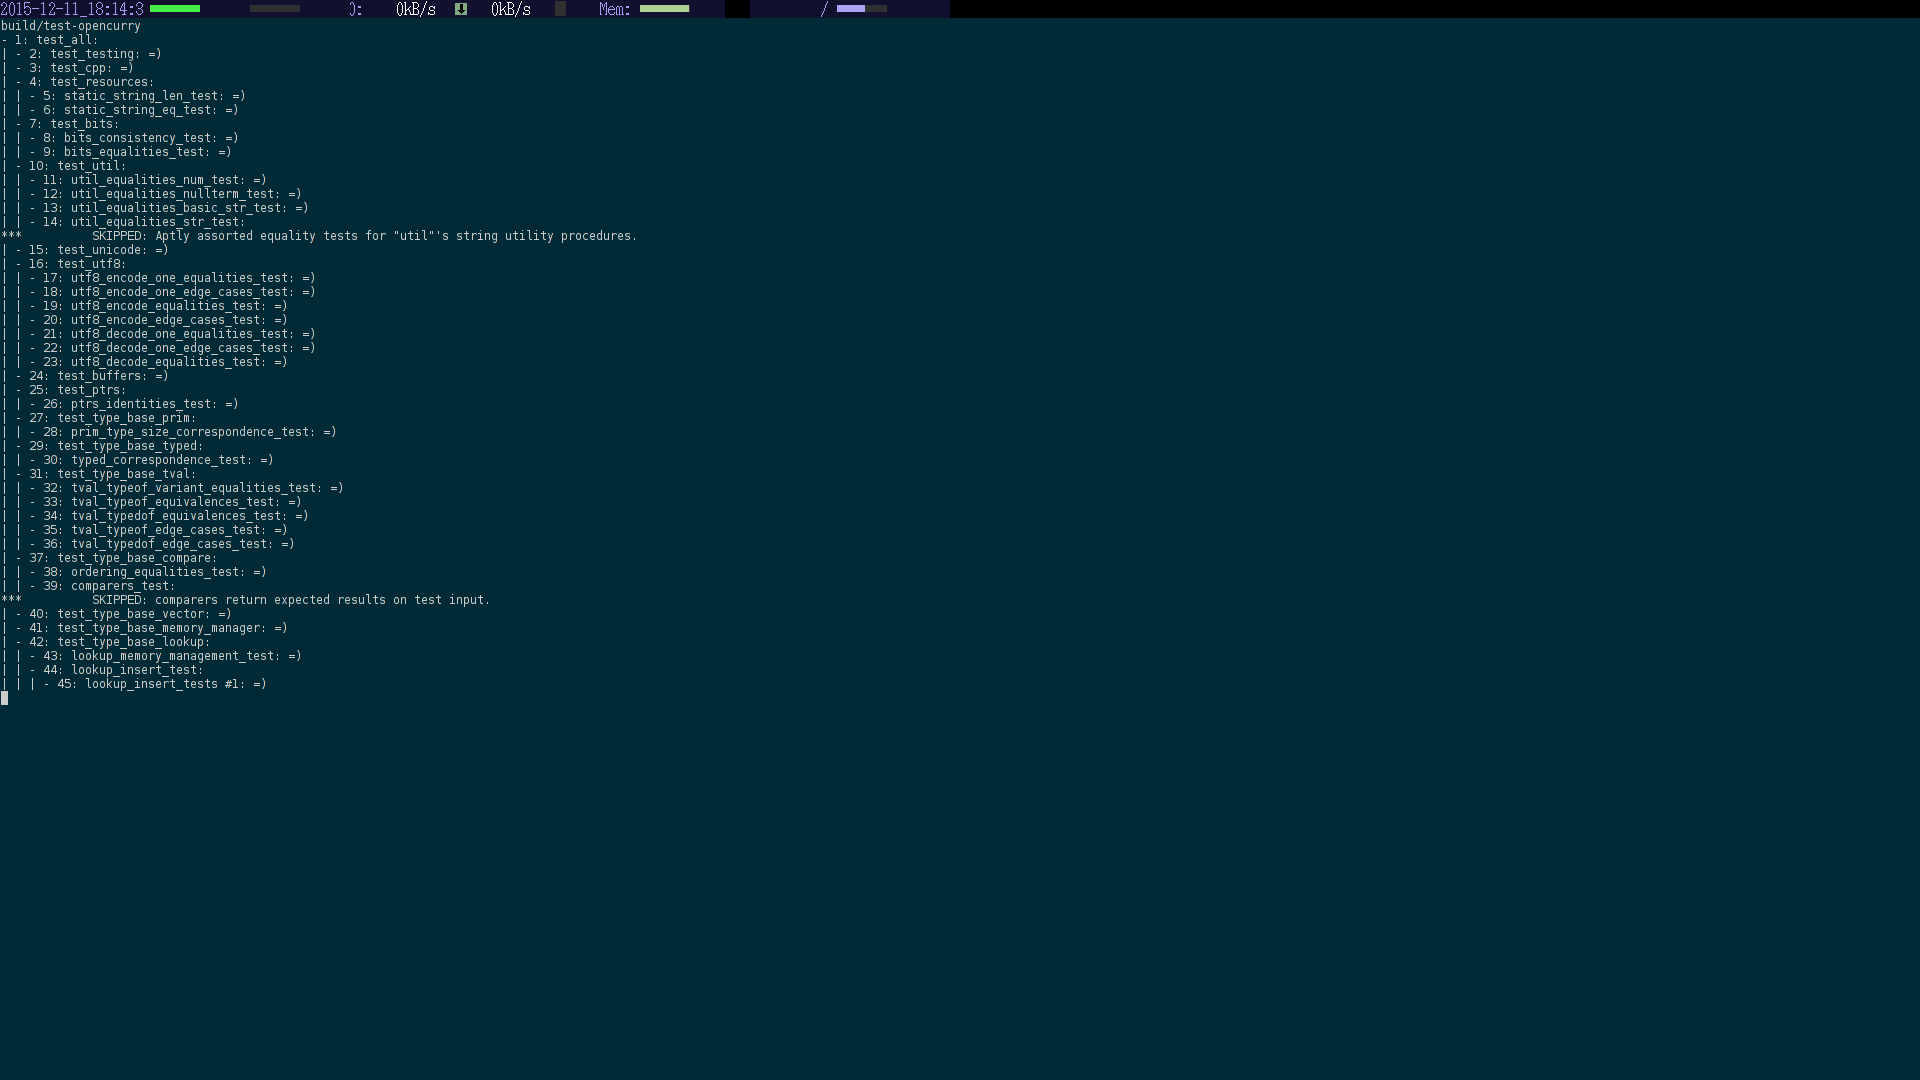 2015-12-11_18:14:3 ): 0kB/s 0kB/s Mem: /
build/test-opencurry
- 1: test_all:
| - 2: test_testing: =)
| - 3: test_cpp: =)
| - 4: test_resources:
| | - 5: static_string_len_test: =)
| | - 6: static_string_eq_test: =)
| - 7: test_bits:
| | - 8: bits_consistency_test: =)
| | - 9: bits_equalities_test: =)
| - 10: test_util:
| | - 11: util_equalities_num_test: =)
| | - 12: util_equalities_nullterm_test: =)
| | - 13: util_equalities_basic_str_test: =)
| | - 14: util_equalities_str_test:
*** SKIPPED: Aptly assorted equality tests for "util"'s string utility procedures.
| - 15: test_unicode: =)
| - 16: test_utf8:
| | - 17: utf8_encode_one_equalities_test: =)
| | - 18: utf8_encode_one_edge_cases_test: =)
| | - 19: utf8_encode_equalities_test: =)
| | - 20: utf8_encode_edge_cases_test: =)
| | - 21: utf8_decode_one_equalities_test: =)
| | - 22: utf8_decode_one_edge_cases_test: =)
| | - 23: utf8_decode_equalities_test: =)
| - 24: test_buffers: =)
| - 25: test_ptrs:
| | - 26: ptrs_identities_test: =)
| - 27: test_type_base_prim:
| | - 28: prim_type_size_correspondence_test: =)
| - 29: test_type_base_typed:
| | - 30: typed_correspondence_test: =)
| - 31: test_type_base_tval:
| | - 32: tval_typeof_variant_equalities_test: =)
| | - 33: tval_typeof_equivalences_test: =)
| | - 34: tval_typedof_equivalences_test: =)
| | - 35: tval_typeof_edge_cases_test: =)
| | - 36: tval_typedof_edge_cases_test: =)
| - 37: test_type_base_compare:
| | - 38: ordering_equalities_test: =)
| | - 39: comparers_test:
*** SKIPPED: comparers return expected results on test input.
| - 40: test_type_base_vector: =)
| - 41: test_type_base_memory_manager: =)
| - 42: test_type_base_lookup:
| | - 43: lookup_memory_management_test: =)
| | - 44: lookup_insert_test:
| | | - 45: lookup_insert_tests #1: =)